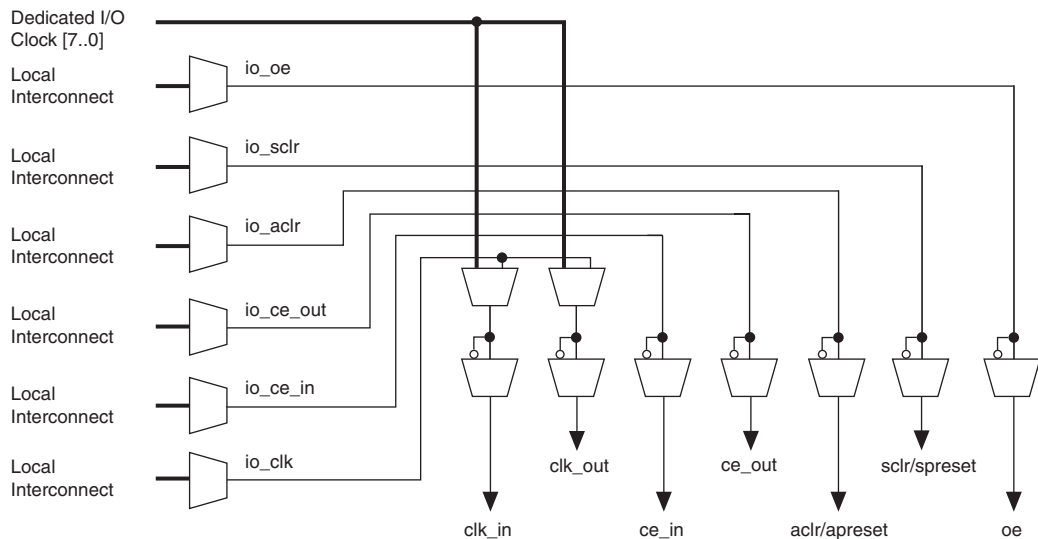 Dedicated I/O
Clock [7..0]
Local
Interconnect
io_oe
Local
Interconnect
io_sclr
Local
Interconnect
io_aclr
Local
Interconnect
io_ce_out
Local
Interconnect
io_ce_in
Local
Interconnect
io_clk
clk_out
ce_out
sclr/spreset
clk_in
ce_in
aclr/apreset
oe